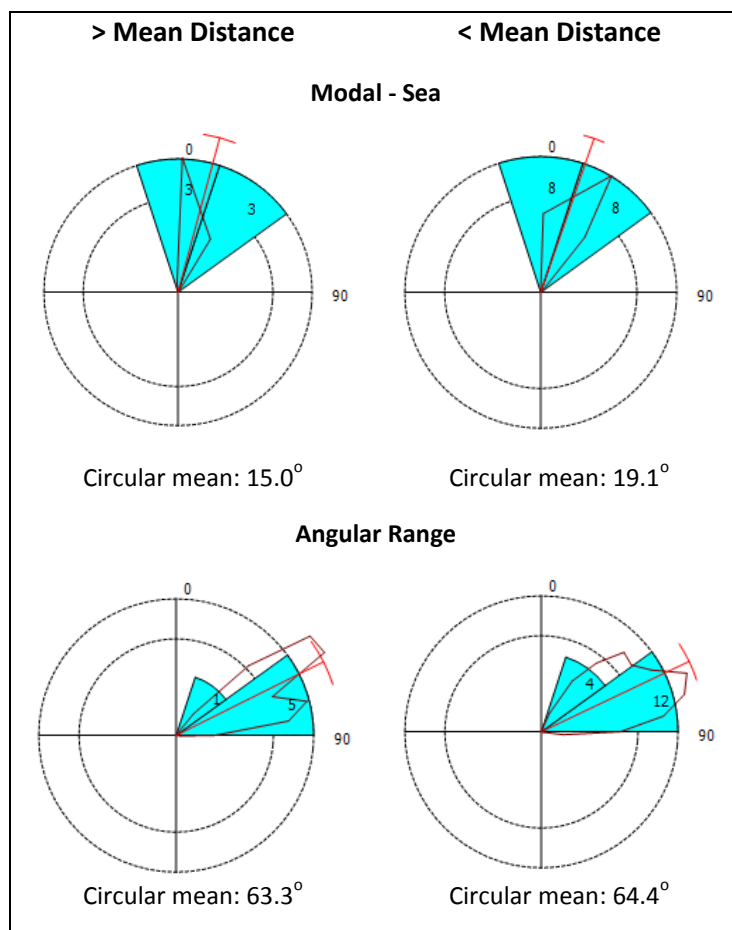 > Mean Distance < Mean Distance
Modal - Sea
0 0
3 3 8 8
90 90
Circular mean: 15.0° Circular mean: 19.1°
Angular Range
0 0
1 5 4 12
90 90
Circular mean: 63.3° Circular mean: 64.4°